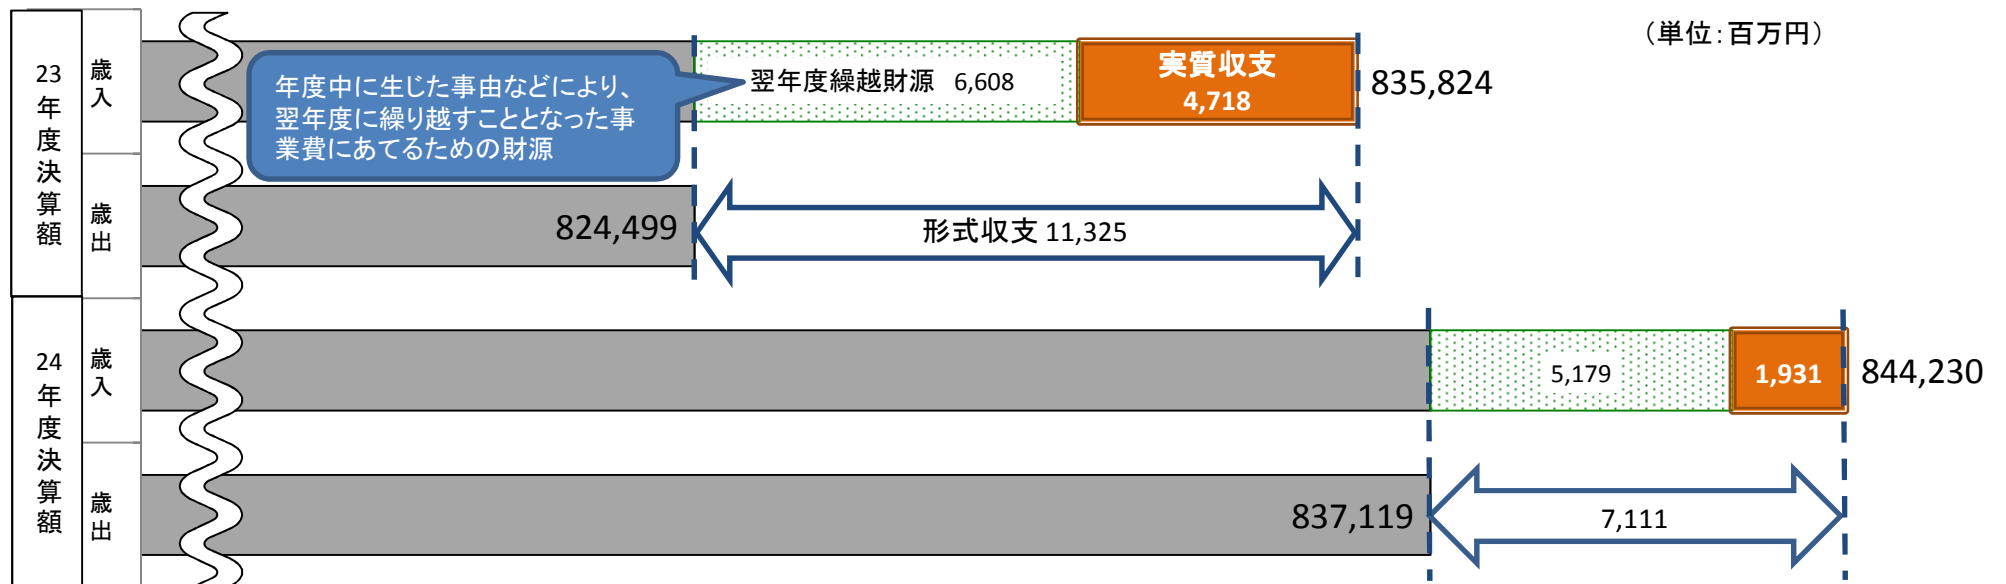 （単位：百万円）
23年度決算額
歳入
年度中に生じた事由などにより、
翌年度に繰り越すこととなった事
業費にあてるための財源
翌年度繰越財源 6,608
実質収支
4,718
835,824
歳出
824,499
形式収支 11,325
24年度決算額
歳入
5,179
1,931
844,230
歳出
837,119
7,111